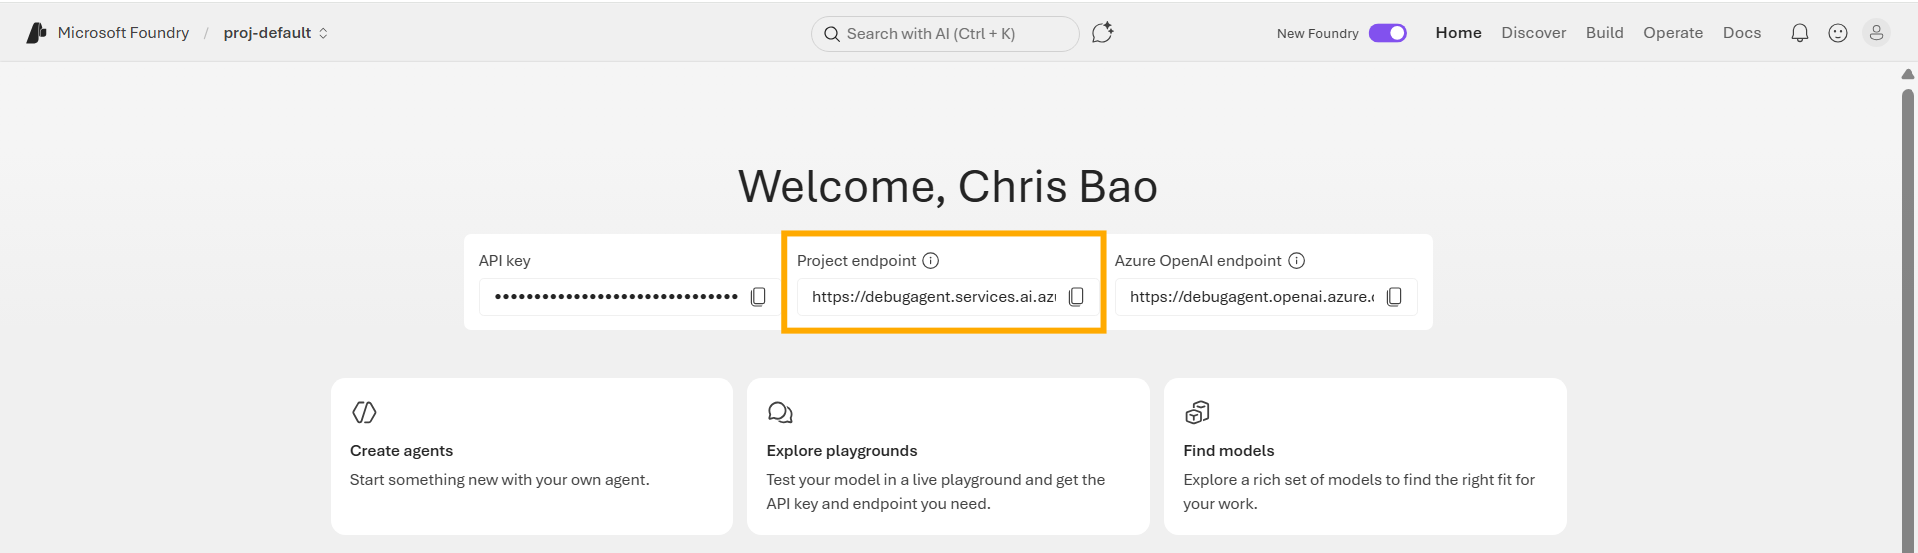 Microsoft Foundry / proj-default
Search with AI (Ctrl + K)
New Foundry
Home Discover Build Operate Docs
Welcome, Chris Bao
API key
••••••••••••••••••••••••••••••
Project endpoint
https://debugagent.services.ai.az
Azure OpenAI endpoint
https://debugagent.openai.azure.
Create agents
Start something new with your own agent.
Explore playgrounds
Test your model in a live playground and get the
API key and endpoint you need.
Find models
Explore a rich set of models to find the right fit for
your work.